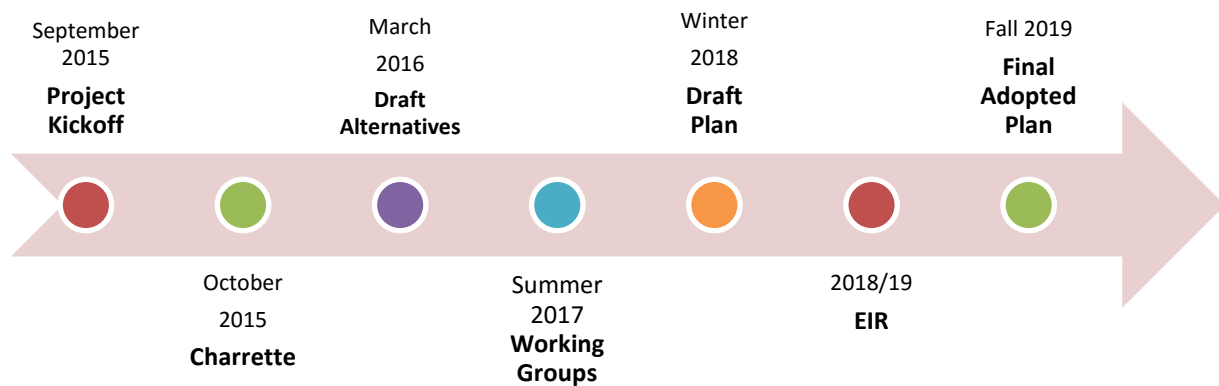 September
2015
Project
Kickoff
October
2015
Charrette
March
2016
Draft
Alternatives
Summer
2017
Working
Groups
Winter
2018
Draft
Plan
2018/19
EIR
Fall 2019
Final
Adopted
Plan